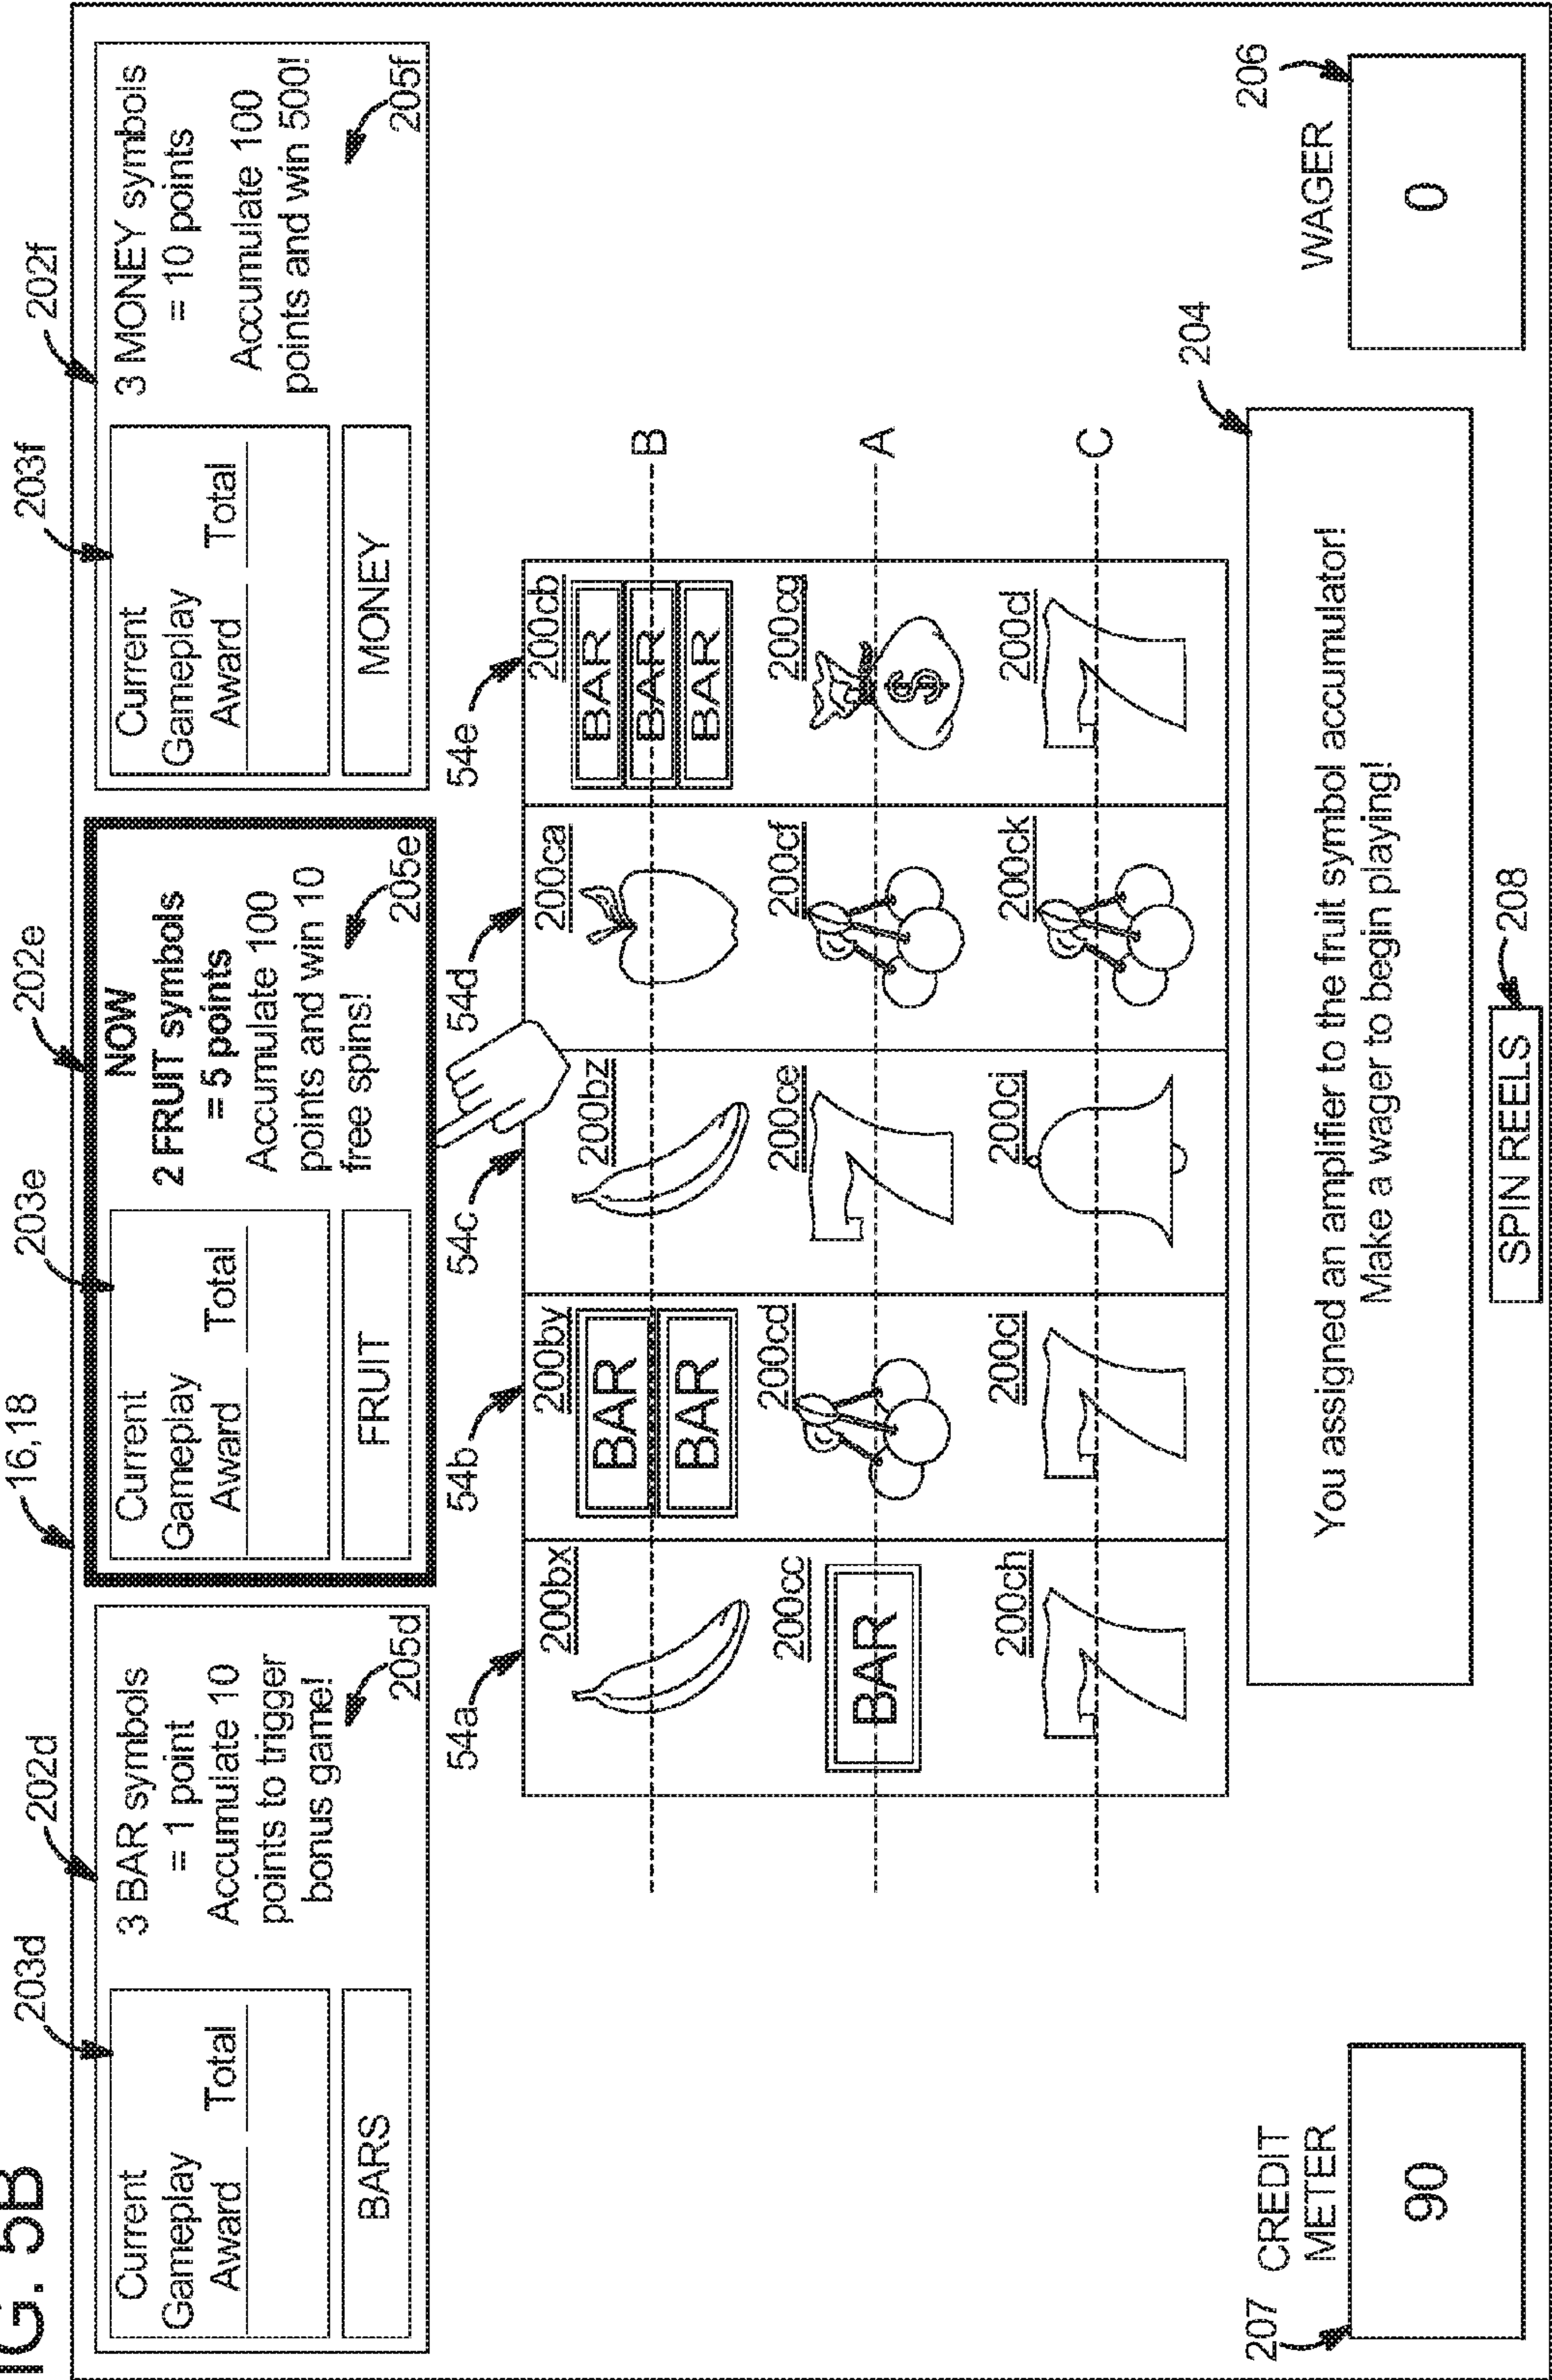 IG. 5B
16,18
203d
202d
203e
202e
203f
202f
Current
Gameplay
Award Total
BARS
3 BAR symbols
= 1 point
Accumulate 10
points to trigger
bonus game!
205d
Current
Gameplay
Award Total
FRUIT
NOW
2 FRUIT symbols
= 5 points
Accumulate 100
points and win 10
free spins!
205e
Current
Gameplay
Award Total
MONEY
3 MONEY symbols
= 10 points
Accumulate 100
points and win 500!
205f
54a 54b 54c 54d 54e
200bx 200by 200bz 200ca 200cb
BAR
BAR
BAR
BAR
BAR
B
200cc 200cd 200ce 200cf 200cg
BAR
$
A
200ch 200ci 200cj 200ck 200cl
7 7 7
C
204
You assigned an amplifier to the fruit symbol accumulator!
Make a wager to begin playing!
207
CREDIT
METER
90
SPIN REELS
208
206
WAGER
0